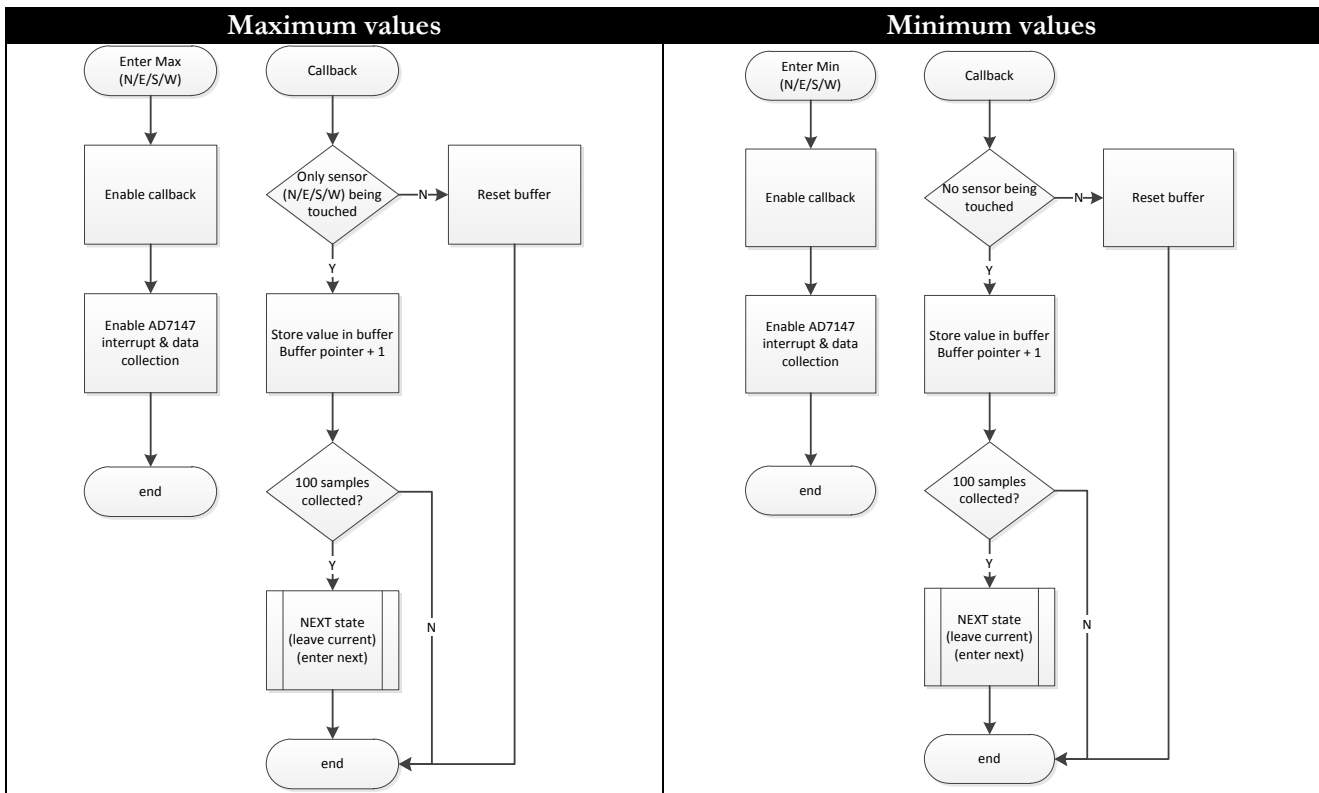 Maximum values
Enter Max
(N/E/S/W)
Enable callback
Enable AD7147
interrupt & data
collection
end
Callback
Only sensor
(N/E/S/W) being
touched
N
Reset buffer
Y
Store value in buffer
Buffer pointer + 1
100 samples
collected?
Y
N
NEXT state
(leave current)
(enter next)
end
Minimum values
Enter Min
(N/E/S/W)
Enable callback
Enable AD7147
interrupt & data
collection
end
Callback
No sensor being
touched
N
Reset buffer
Y
Store value in buffer
Buffer pointer + 1
100 samples
collected?
Y
N
NEXT state
(leave current)
(enter next)
end